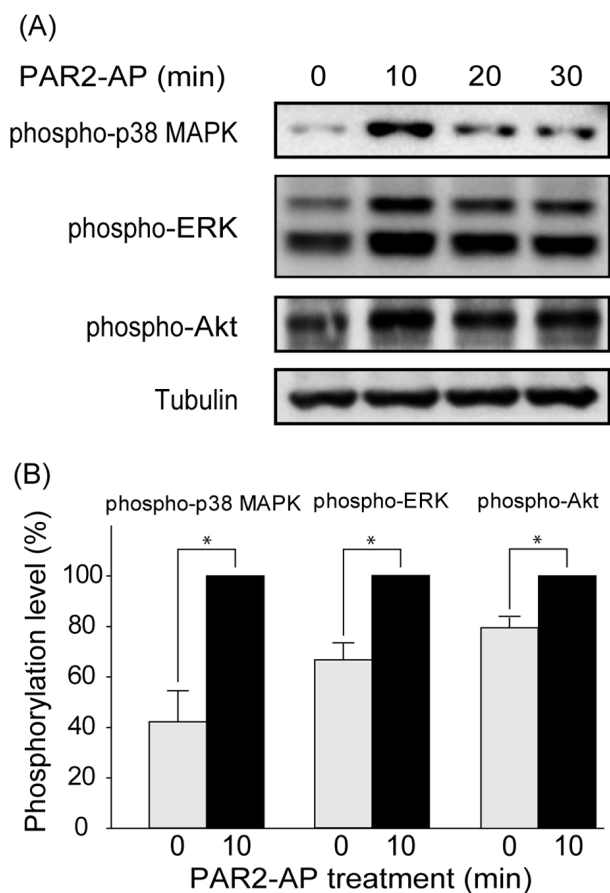 (A)
PAR2-AP (min) 0 10 20 30
phospho-p38 MAPK
phospho-ERK
phospho-Akt
Tubulin
(B)
phospho-p38 MAPK phospho-ERK phospho-Akt
* * *
Phosphorylation level (%)
100
80
60
40
80
0
0 10 0 10 0 10
PAR2-AP treatment (min)